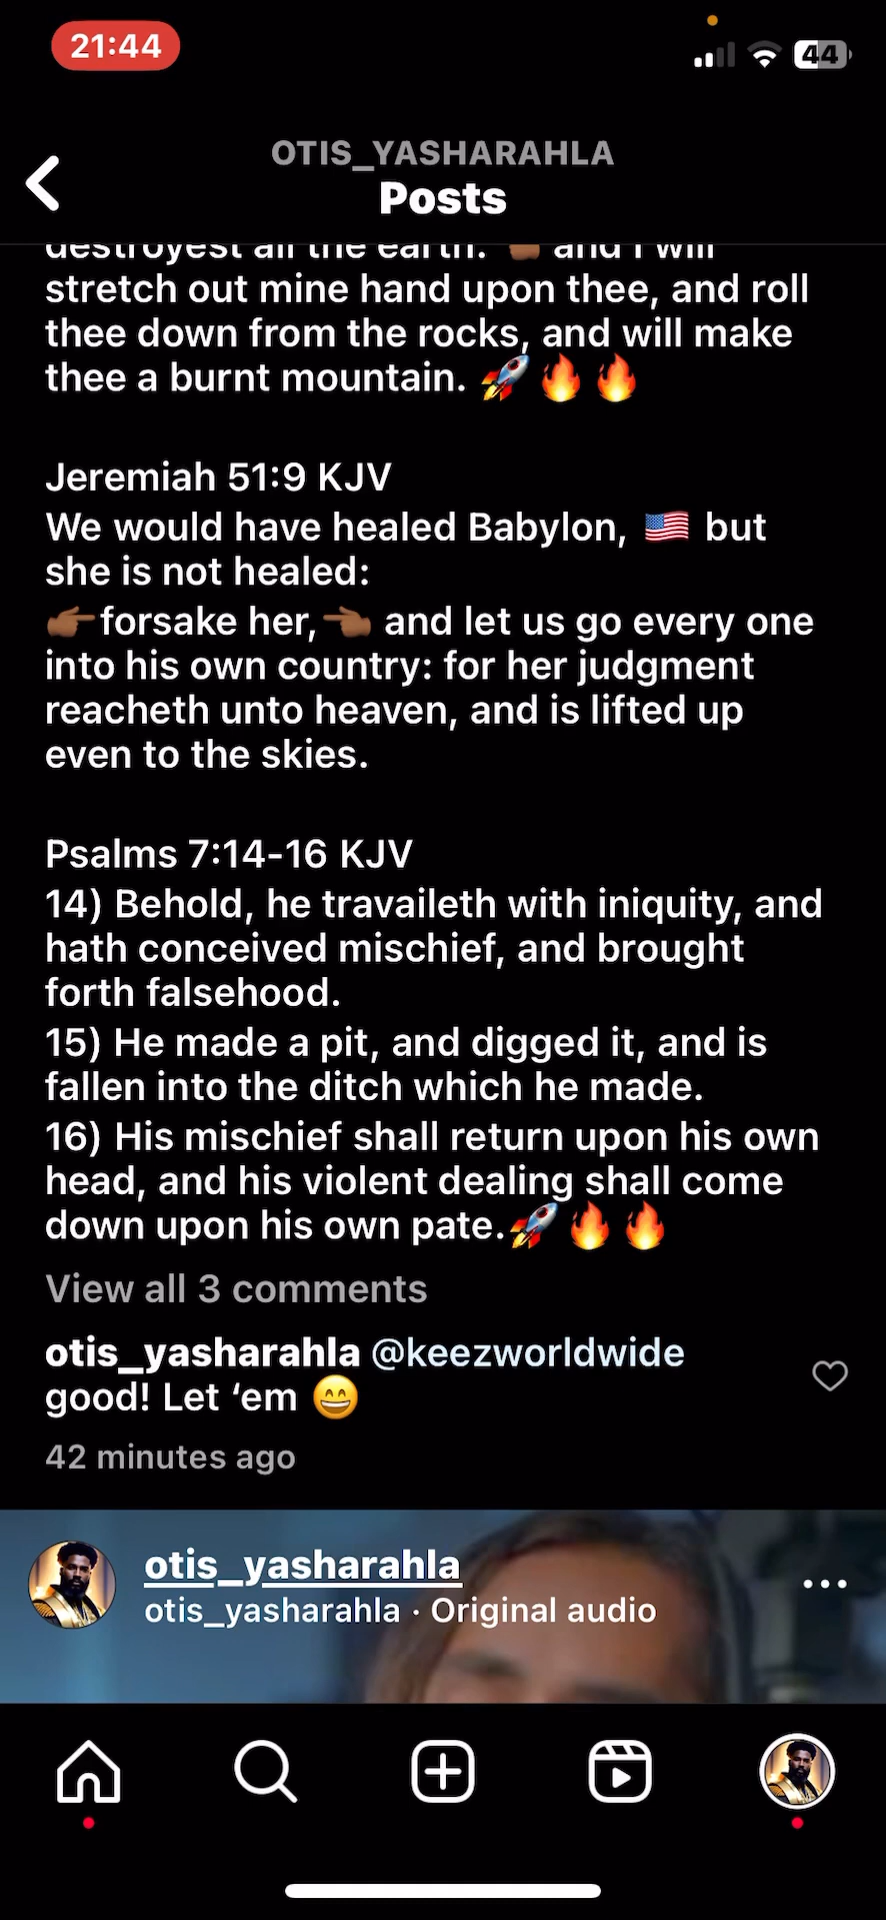 21:44
44
OTIS_YASHARAHLA
Posts
destroyest all the earth: 👈🏾 and I will
stretch out mine hand upon thee, and roll
thee down from the rocks, and will make
thee a burnt mountain. 🚀🔥🔥
Jeremiah 51:9 KJV
We would have healed Babylon, 🇺🇸 but
she is not healed:
👉🏾forsake her,👈🏾 and let us go every one
into his own country: for her judgment
reacheth unto heaven, and is lifted up
even to the skies.
Psalms 7:14-16 KJV
14) Behold, he travaileth with iniquity, and
hath conceived mischief, and brought
forth falsehood.
15) He made a pit, and digged it, and is
fallen into the ditch which he made.
16) His mischief shall return upon his own
head, and his violent dealing shall come
down upon his own pate.🚀🔥🔥
View all 3 comments
otis_yasharahla @keezworldwide
good! Let ‘em 😄
42 minutes ago
otis_yasharahla
otis_yasharahla · Original audio